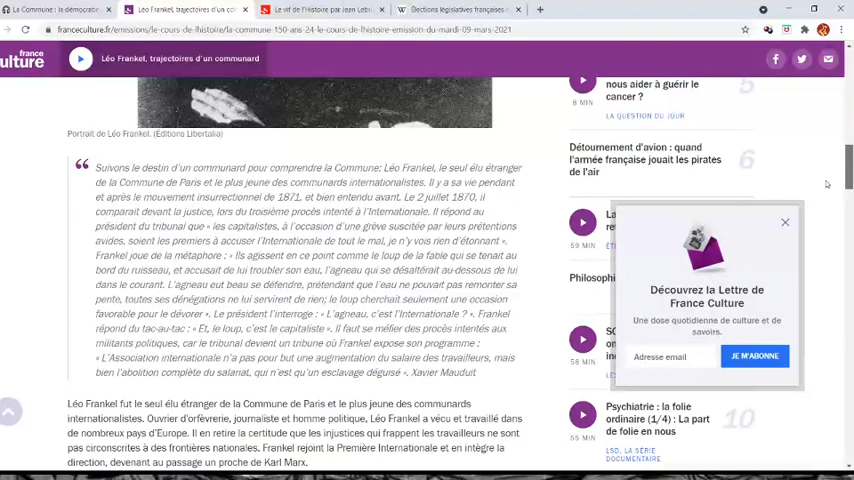 La Commune : la démocratie
Léo Frankel, trajectoires d'un con
Le vif de l'Histoire par Jean Lebru
Élections législatives françaises d
franceculture.fr/emissions/le-cours-de-lhistoire/la-commune-150-ans-24-le-cours-de-lhistoire-emission-du-mardi-09-mars-2021
france
culture
Léo Frankel, trajectoires d'un communard
Portrait de Léo Frankel. (Éditions Libertalia)
Suivons le destin d'un communard pour comprendre la Commune: Léo Frankel, le seul élu étranger
de la Commune de Paris et le plus jeune des communards internationalistes. Il y a sa vie pendant
et après le mouvement insurrectionnel de 1871, et bien entendu avant. Le 2 juillet 1870, il
comparait devant la justice, lors du troisième procès intenté à l'Internationale. Il répond au
président du tribunal que « les capitalistes, à l'occasion d'une grève suscitée par leurs prétentions
avides, soient les premiers à accuser l'Internationale de tout le mal, je n'y vois rien d'étonnant ».
Frankel joue de la métaphore : « Ils agissent en ce point comme le loup de la fable qui se tenait au
bord du ruisseau, et accusait de lui troubler son eau, l'agneau qui se désaltérait au-dessous de lui
dans le courant. L'agneau eut beau se défendre, prétendant que l'eau ne pouvait pas remonter sa
pente, toutes ses dénégations ne lui servirent de rien; le loup cherchait seulement une occasion
favorable pour le dévorer ». Le président l'interroge : « L'agneau, c'est l'Internationale ? ». Frankel
répond du tac-au-tac : « Et, le loup, c'est le capitaliste ». Il faut se méfier des procès intentés aux
militants politiques, car le tribunal devient un tribune où Frankel expose son programme :
« L'Association internationale n'a pas pour but une augmentation du salaire des travailleurs, mais
bien l'abolition complète du salariat, qui n'est qu'un esclavage déguisé ». Xavier Mauduit
Léo Frankel fut le seul élu étranger de la Commune de Paris et le plus jeune des communards
internationalistes. Ouvrier d'orfèvrerie, journaliste et homme politique, Léo Frankel a vécu et travaillé dans
de nombreux pays d'Europe. Il en retire la certitude que les injustices qui frappent les travailleurs ne sont
pas circonscrites à des frontières nationales. Frankel rejoint la Première Internationale et en intègre la
direction, devenant au passage un proche de Karl Marx.
nous aider à guérir le
cancer ?
5
8 MIN
LA QUESTION DU JOUR
Détournement d'avion : quand
l'armée française jouait les pirates
de l'air
6
59 MIN
Philosophi
58 MIN
Découvrez la Lettre de
France Culture
Une dose quotidienne de culture et de
savoirs.
Adresse email
JE M'ABONNE
Psychiatrie : la folie
ordinaire (1/4) : La part
de folie en nous
10
55 MIN
LSD, LA SÉRIE
DOCUMENTAIRE